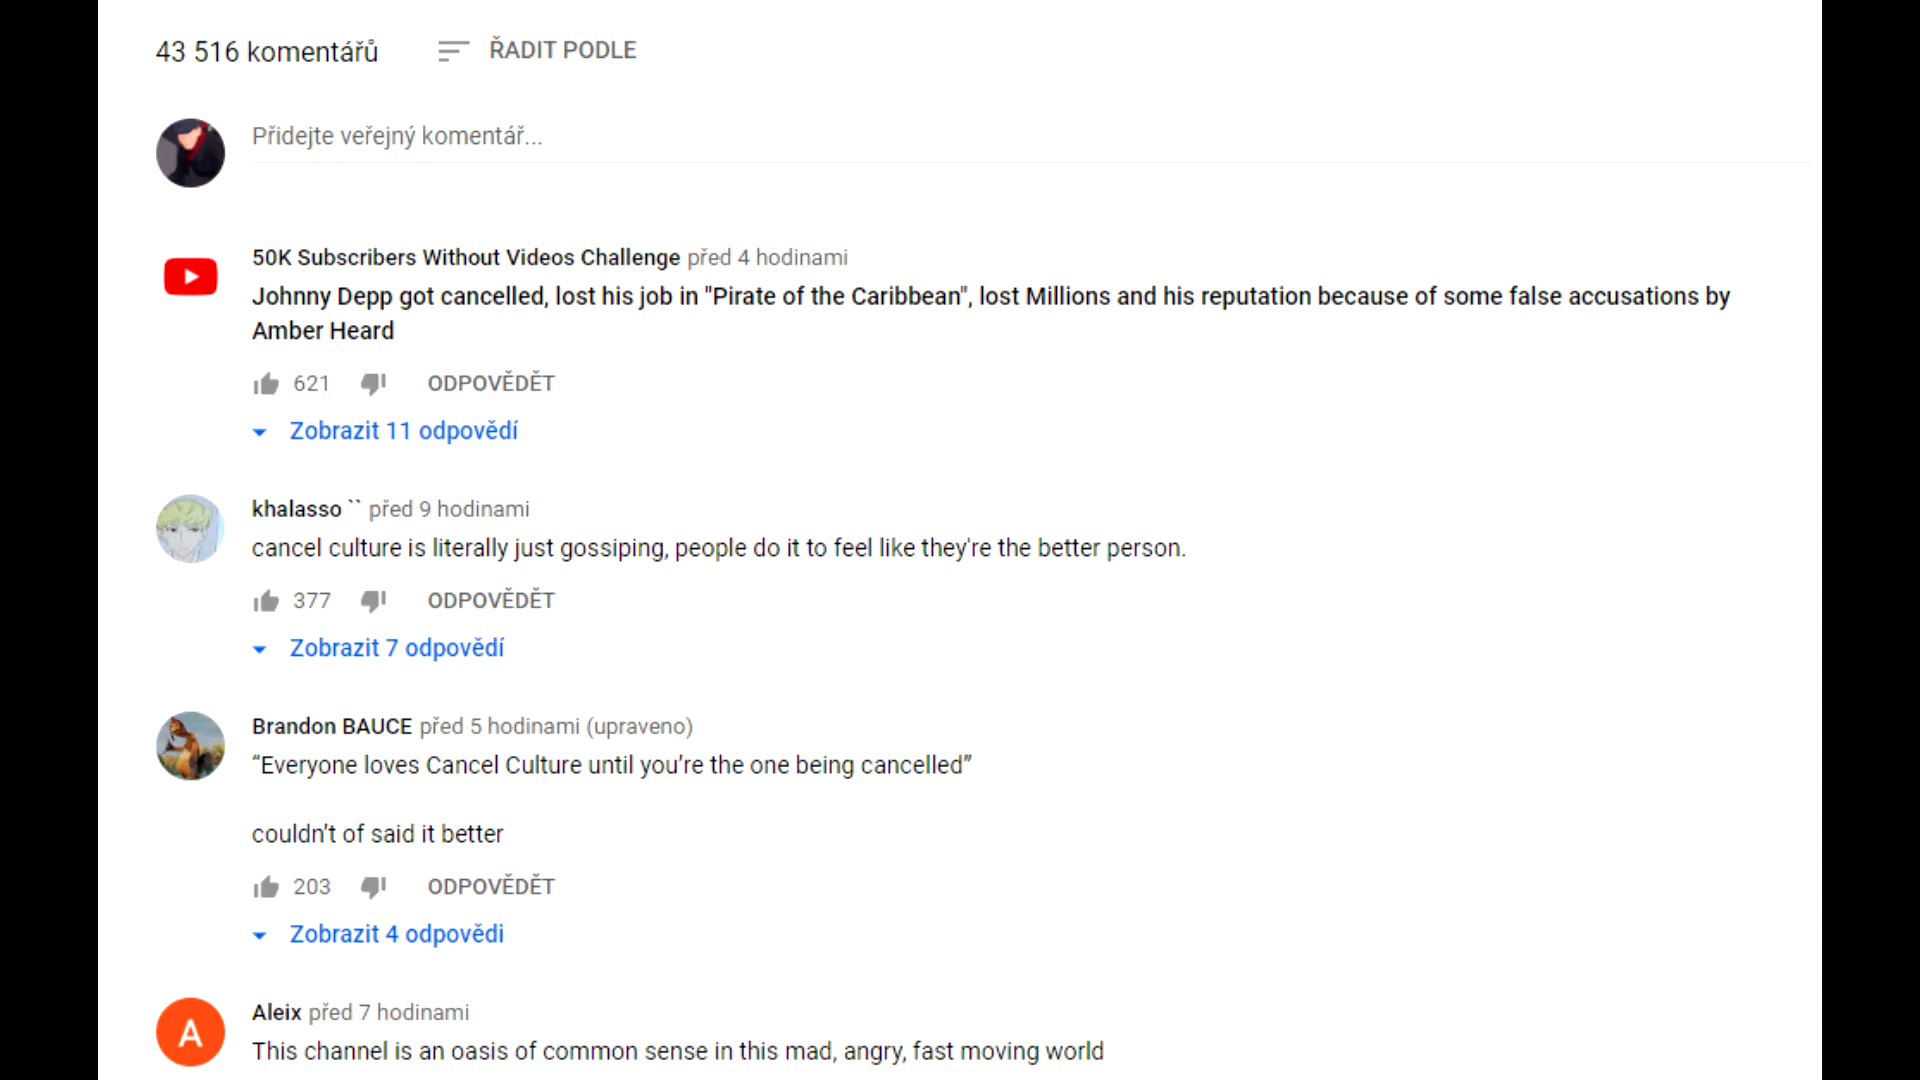 43 516 komentářů
ŘADIT PODLE
Přidejte veřejný komentář...
50K Subscribers Without Videos Challenge před 4 hodinami
Johnny Depp got cancelled, lost his job in "Pirate of the Caribbean", lost Millions and his reputation because of some false accusations by
Amber Heard
621 ODPOVĚDĚT
Zobrazit 11 odpovědí
khalasso `` před 9 hodinami
cancel culture is literally just gossiping, people do it to feel like they're the better person.
377 ODPOVĚDĚT
Zobrazit 7 odpovědí
Brandon BAUCE před 5 hodinami (upraveno)
“Everyone loves Cancel Culture until you’re the one being cancelled”
couldn’t of said it better
203 ODPOVĚDĚT
Zobrazit 4 odpovědi
A
Aleix před 7 hodinami
This channel is an oasis of common sense in this mad, angry, fast moving world